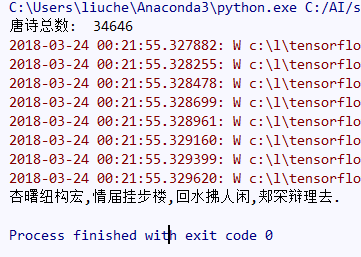 C:\Users\liuche\Anaconda3\python.exe C:/AI/s
唐诗总数:  34646
2018-03-24 00:21:55.327882: W c:\l\tensorflo
2018-03-24 00:21:55.328255: W c:\l\tensorflo
2018-03-24 00:21:55.328478: W c:\l\tensorflo
2018-03-24 00:21:55.328699: W c:\l\tensorflo
2018-03-24 00:21:55.328961: W c:\l\tensorflo
2018-03-24 00:21:55.329160: W c:\l\tensorflo
2018-03-24 00:21:55.329399: W c:\l\tensorflo
2018-03-24 00:21:55.329620: W c:\l\tensorflo
杏曙纽构宏,情届挂步楼,回水拂人闲,郏罙辩理去.
Process finished with exit code 0